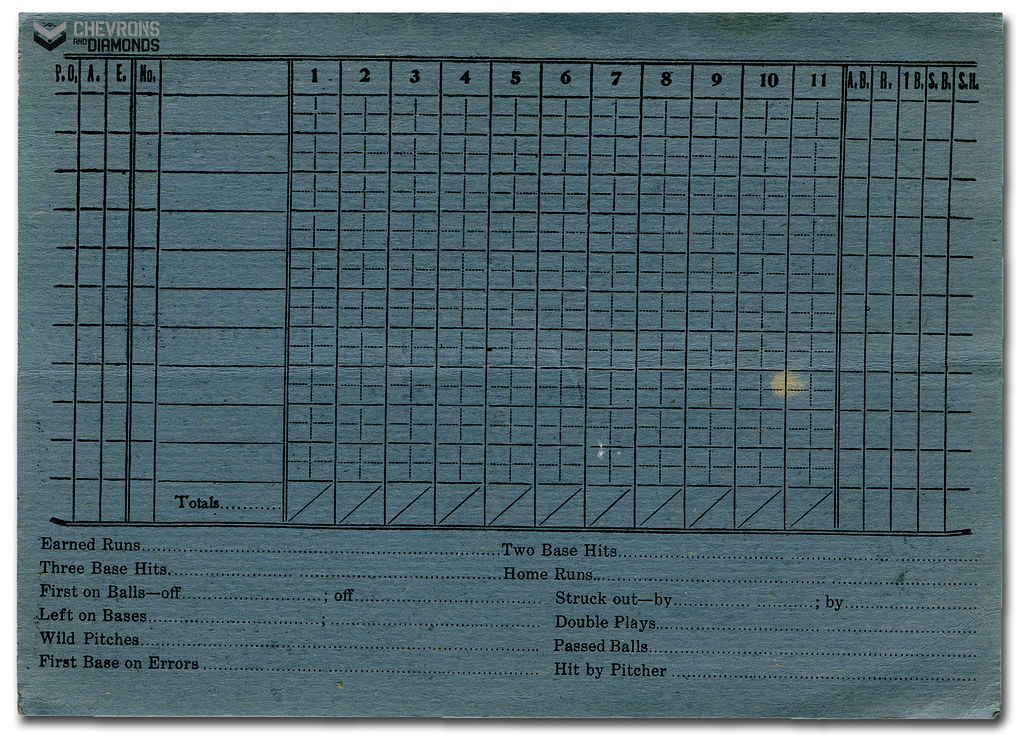 CHEVRONS
AND DIAMONDS
P.O. A. E. No. 1 2 3 4 5 6 7 8 9 10 11 A.B. R. 1B. S.B. S.H.
Totals............
Earned Runs
Two Base Hits
Three Base Hits.
Home Runs
First on Balls—off ; off
Struck out—by ; by
Left on Bases ;
Double Plays
Wild Pitches
Passed Balls
First Base on Errors
Hit by Pitcher